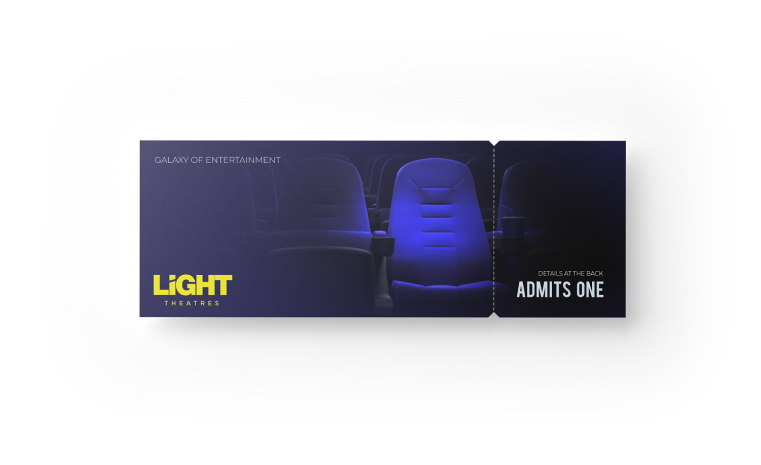 GALAXY OF ENTERTAINMENT
LiGHT
THEATRES
DETAILS AT THE BACK
ADMITS ONE